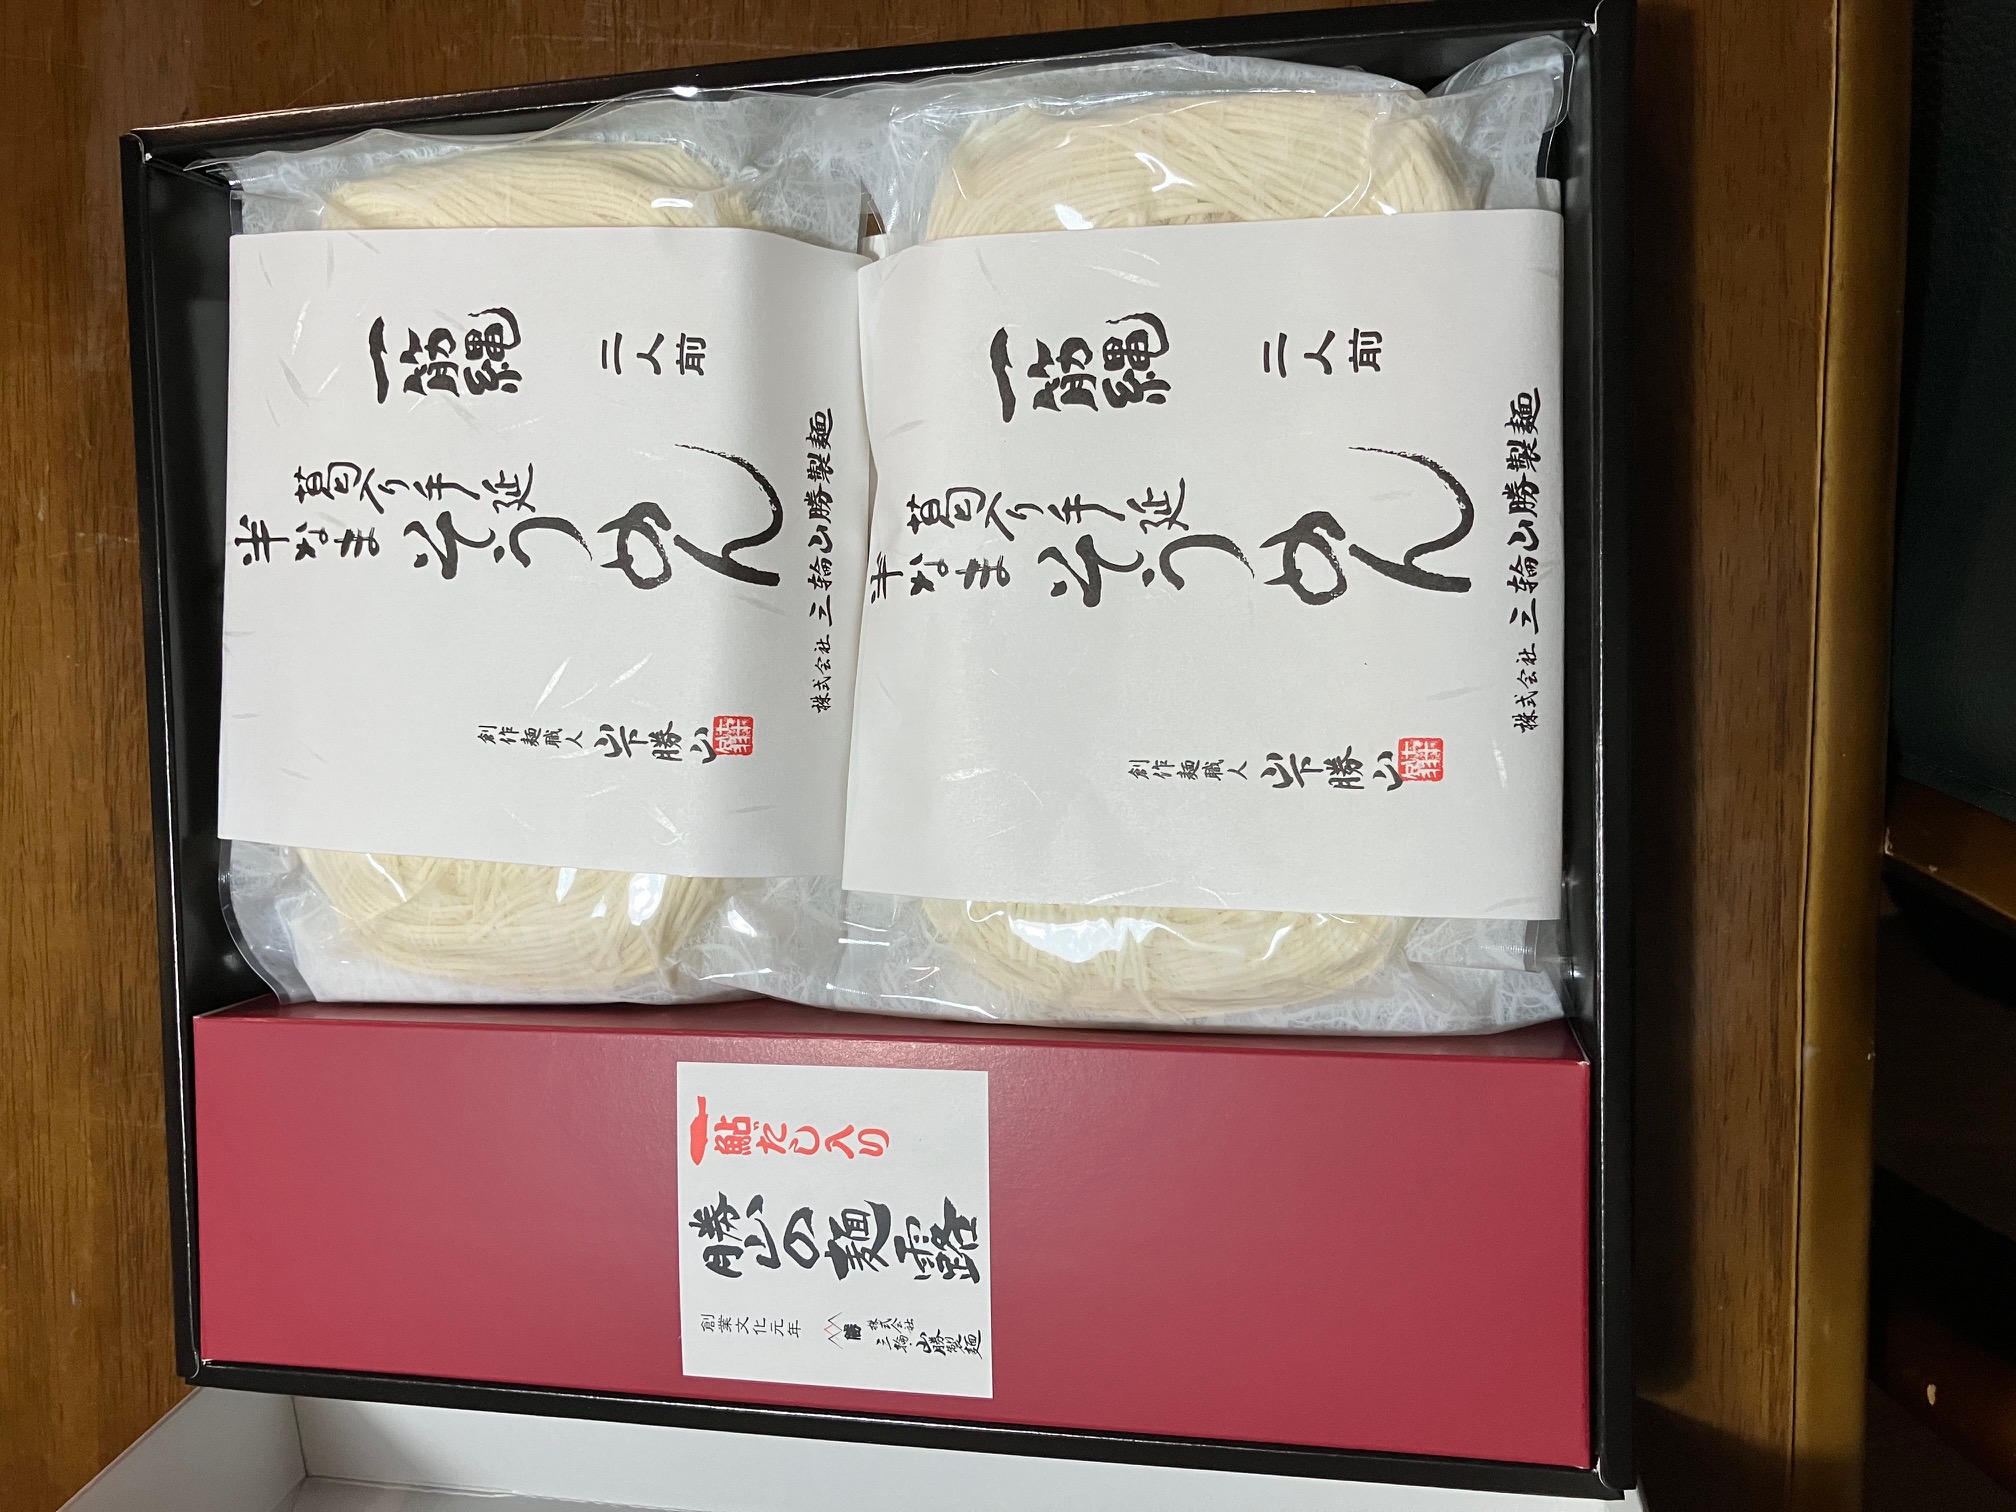 一筋縄
二人前
半なま
葛入り手延
そうめん
株式会社 三輪山勝製麺
創作麺職人
山下勝山
一筋縄
二人前
半なま
葛入り手延
そうめん
株式会社 三輪山勝製麺
創作麺職人
山下勝山
鮎だし入り
勝山の麺露
創業文化元年
勝
株式会社
三輪山勝製麺